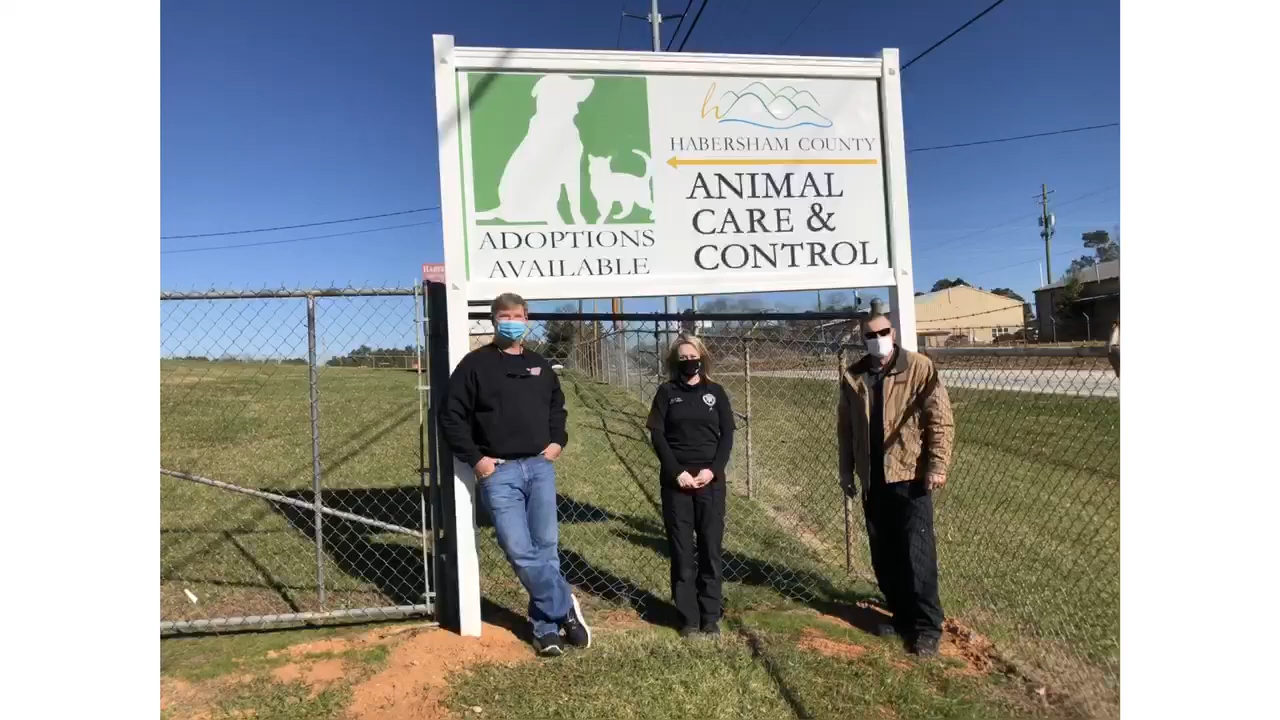 h
HABERSHAM COUNTY
ANIMAL
CARE &
CONTROL
ADOPTIONS
AVAILABLE